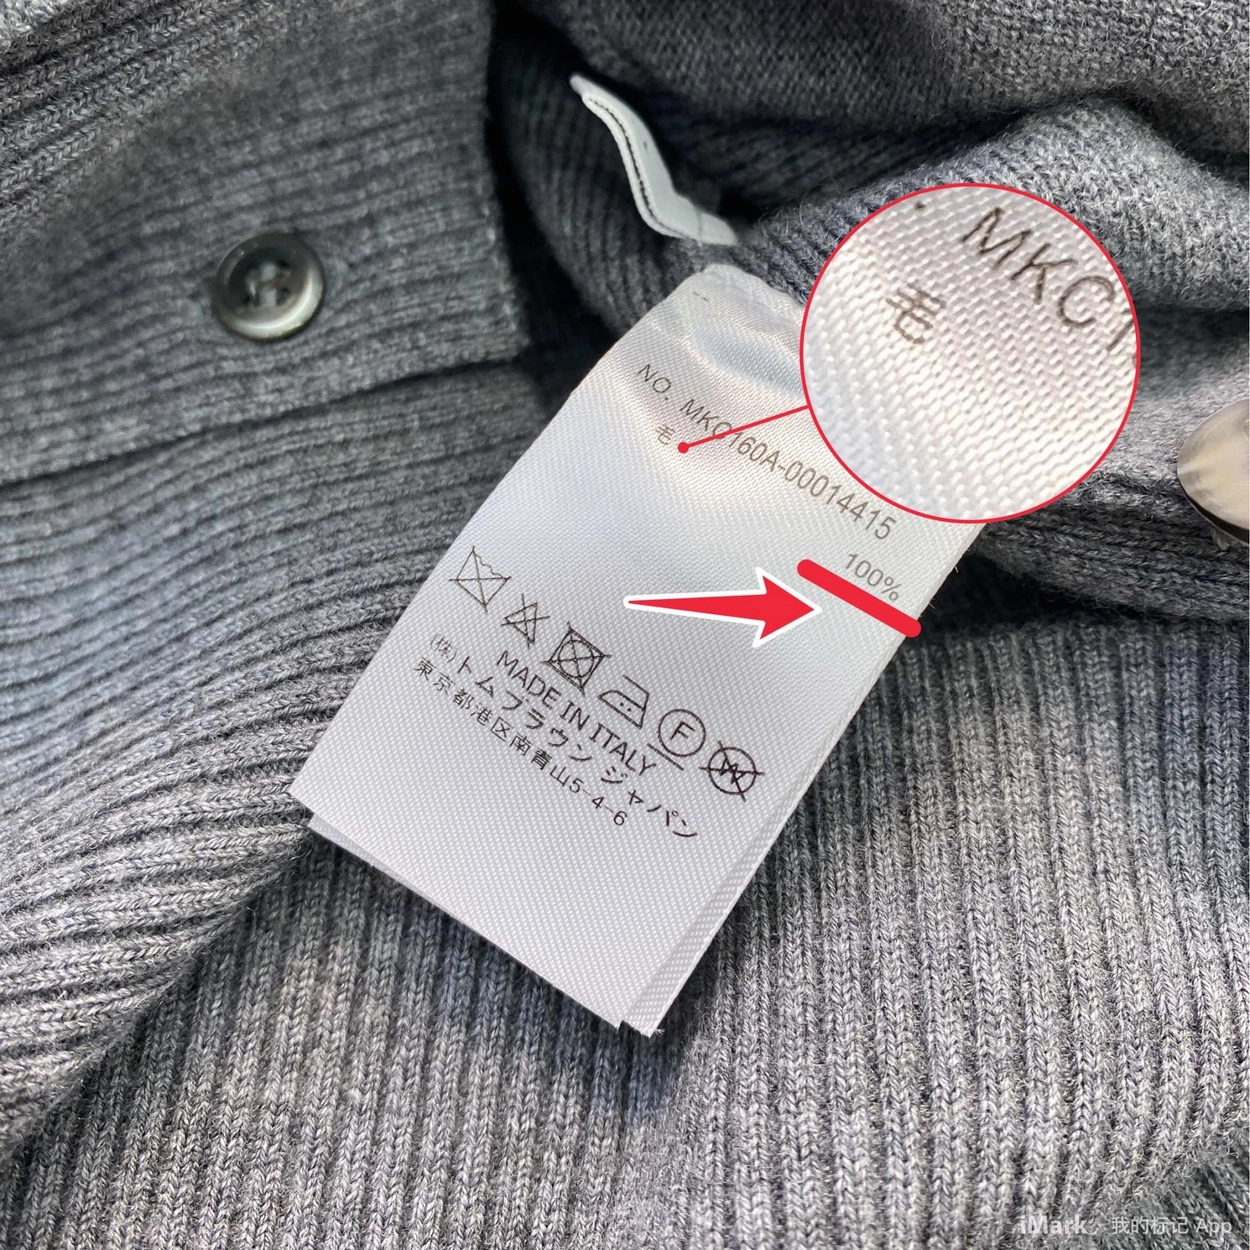 NO. MKC160A-00014415
毛 100%
MADE IN ITALY
(株)トムブラウン ジャパン
東京都港区南青山5-4-6
F
W
MKC1
毛
iMark 我的标记 App